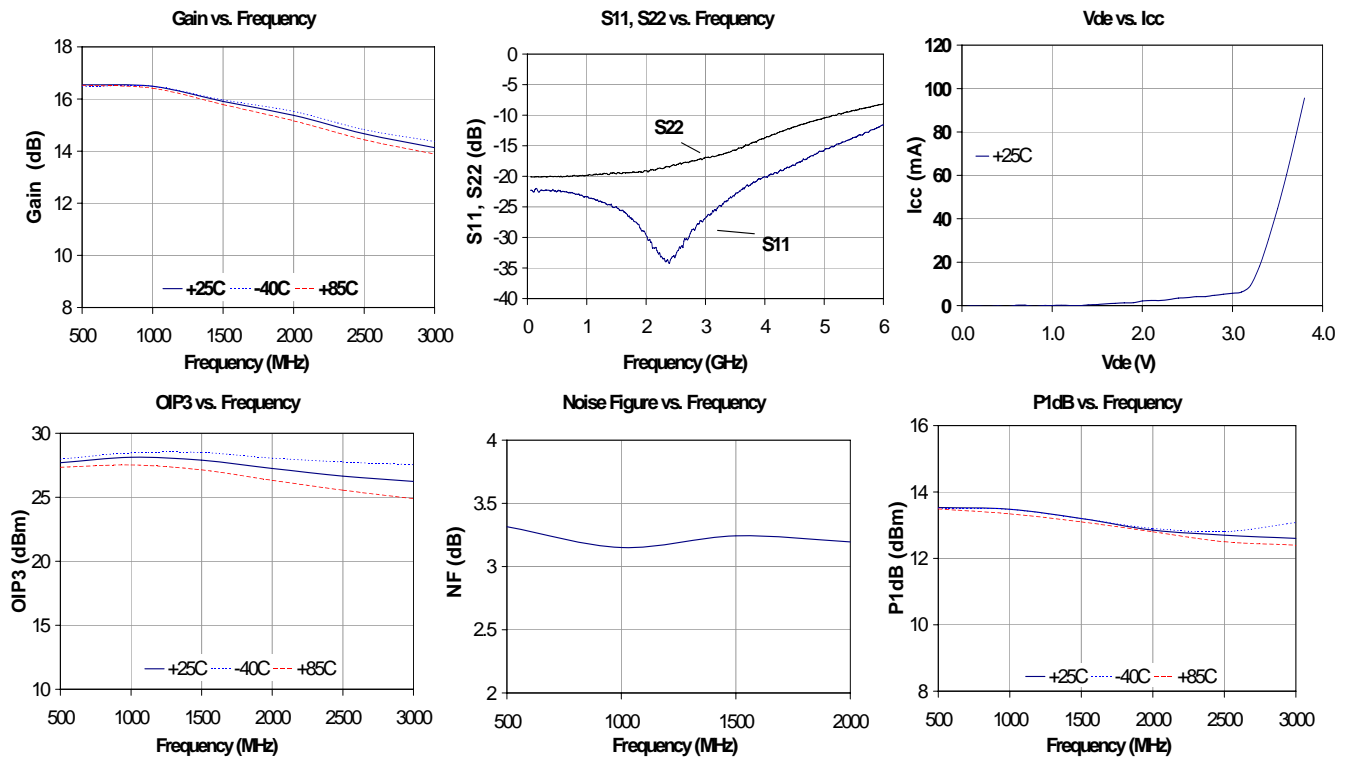 Gain vs. Frequency
18
16
14
12
10
8
Gain (dB)
+25C -40C +85C
500 1000 1500 2000 2500 3000
Frequency (MHz)
S11, S22 vs. Frequency
0
-5
-10
-15
-20
-25
-30
-35
-40
S11, S22 (dB)
S22
S11
0 1 2 3 4 5 6
Frequency (GHz)
Vde vs. Icc
120
100
80
60
40
20
0
Icc (mA)
+25C
0.0 1.0 2.0 3.0 4.0
Vde (V)
OIP3 vs. Frequency
30
25
20
15
10
OIP3 (dBm)
+25C -40C +85C
500 1000 1500 2000 2500 3000
Frequency (MHz)
Noise Figure vs. Frequency
4
3.5
3
2.5
2
NF (dB)
500 1000 1500 2000
Frequency (MHz)
P1dB vs. Frequency
16
14
12
10
8
P1dB (dBm)
+25C -40C +85C
500 1000 1500 2000 2500 3000
Frequency (MHz)